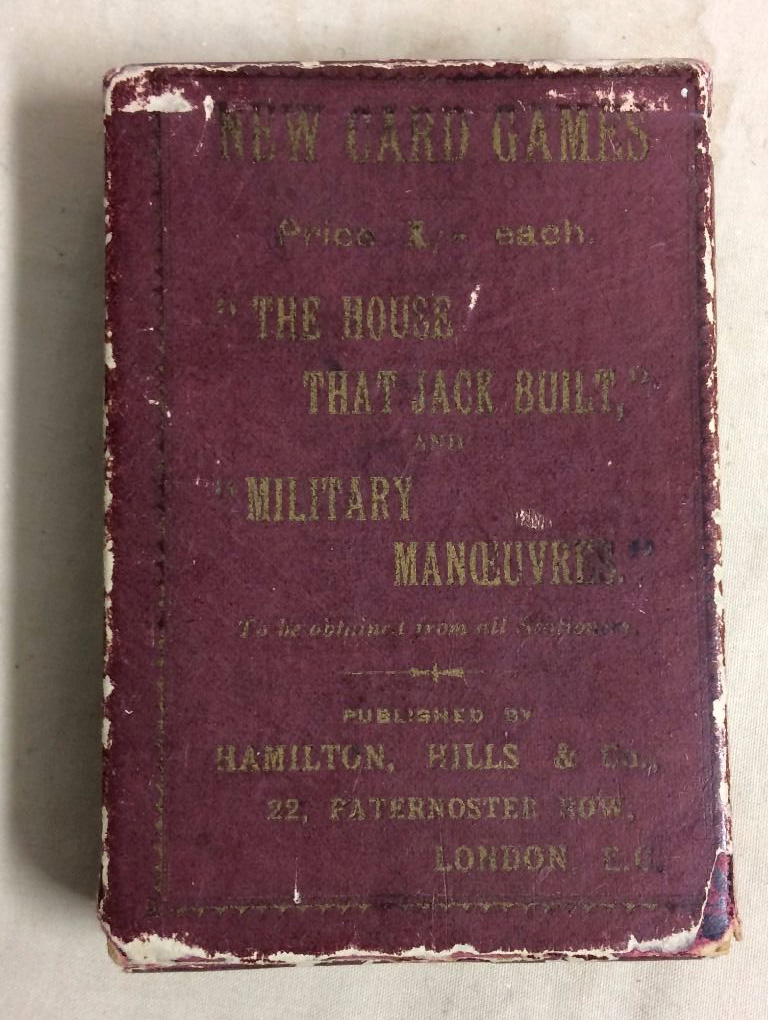 NEW CARD GAMES
Price 1/- each.
" THE HOUSE
THAT JACK BUILT,"
AND
" MILITARY
MANŒUVRES."
To be obtained from all Stationers.
PUBLISHED BY
HAMILTON, HILLS & Co.,
22, PATERNOSTER ROW,
LONDON, E.C.